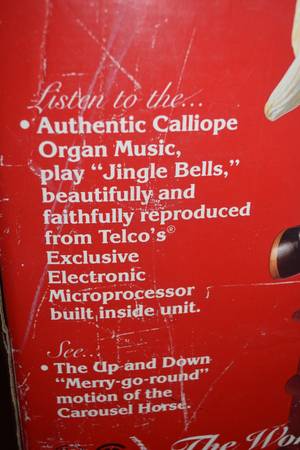 Listen to the...
• Authentic Calliope
Organ Music,
play “Jingle Bells,”
beautifully and
faithfully reproduced
from Telco's®
Exclusive
Electronic
Microprocessor
built inside unit.
See...
• The Up and Down
“Merry-go-round”
motion of the
Carousel Horse.
The